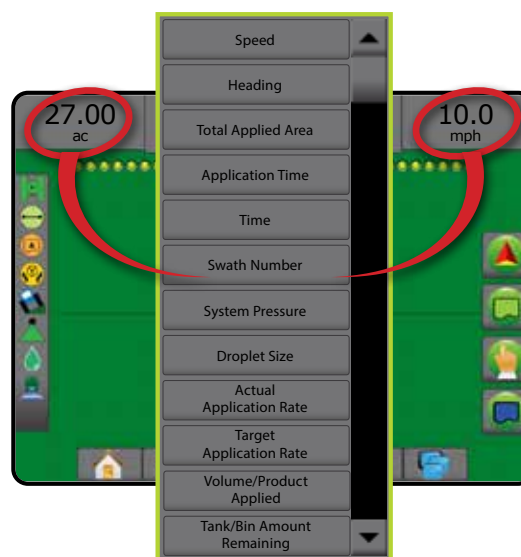 Speed
Heading
27.00
ac
10.0
mph
Total Applied Area
Application Time
Time
Swath Number
System Pressure
Droplet Size
Actual
Application Rate
Target
Application Rate
Volume/Product
Applied
Tank/Bin Amount
Remaining